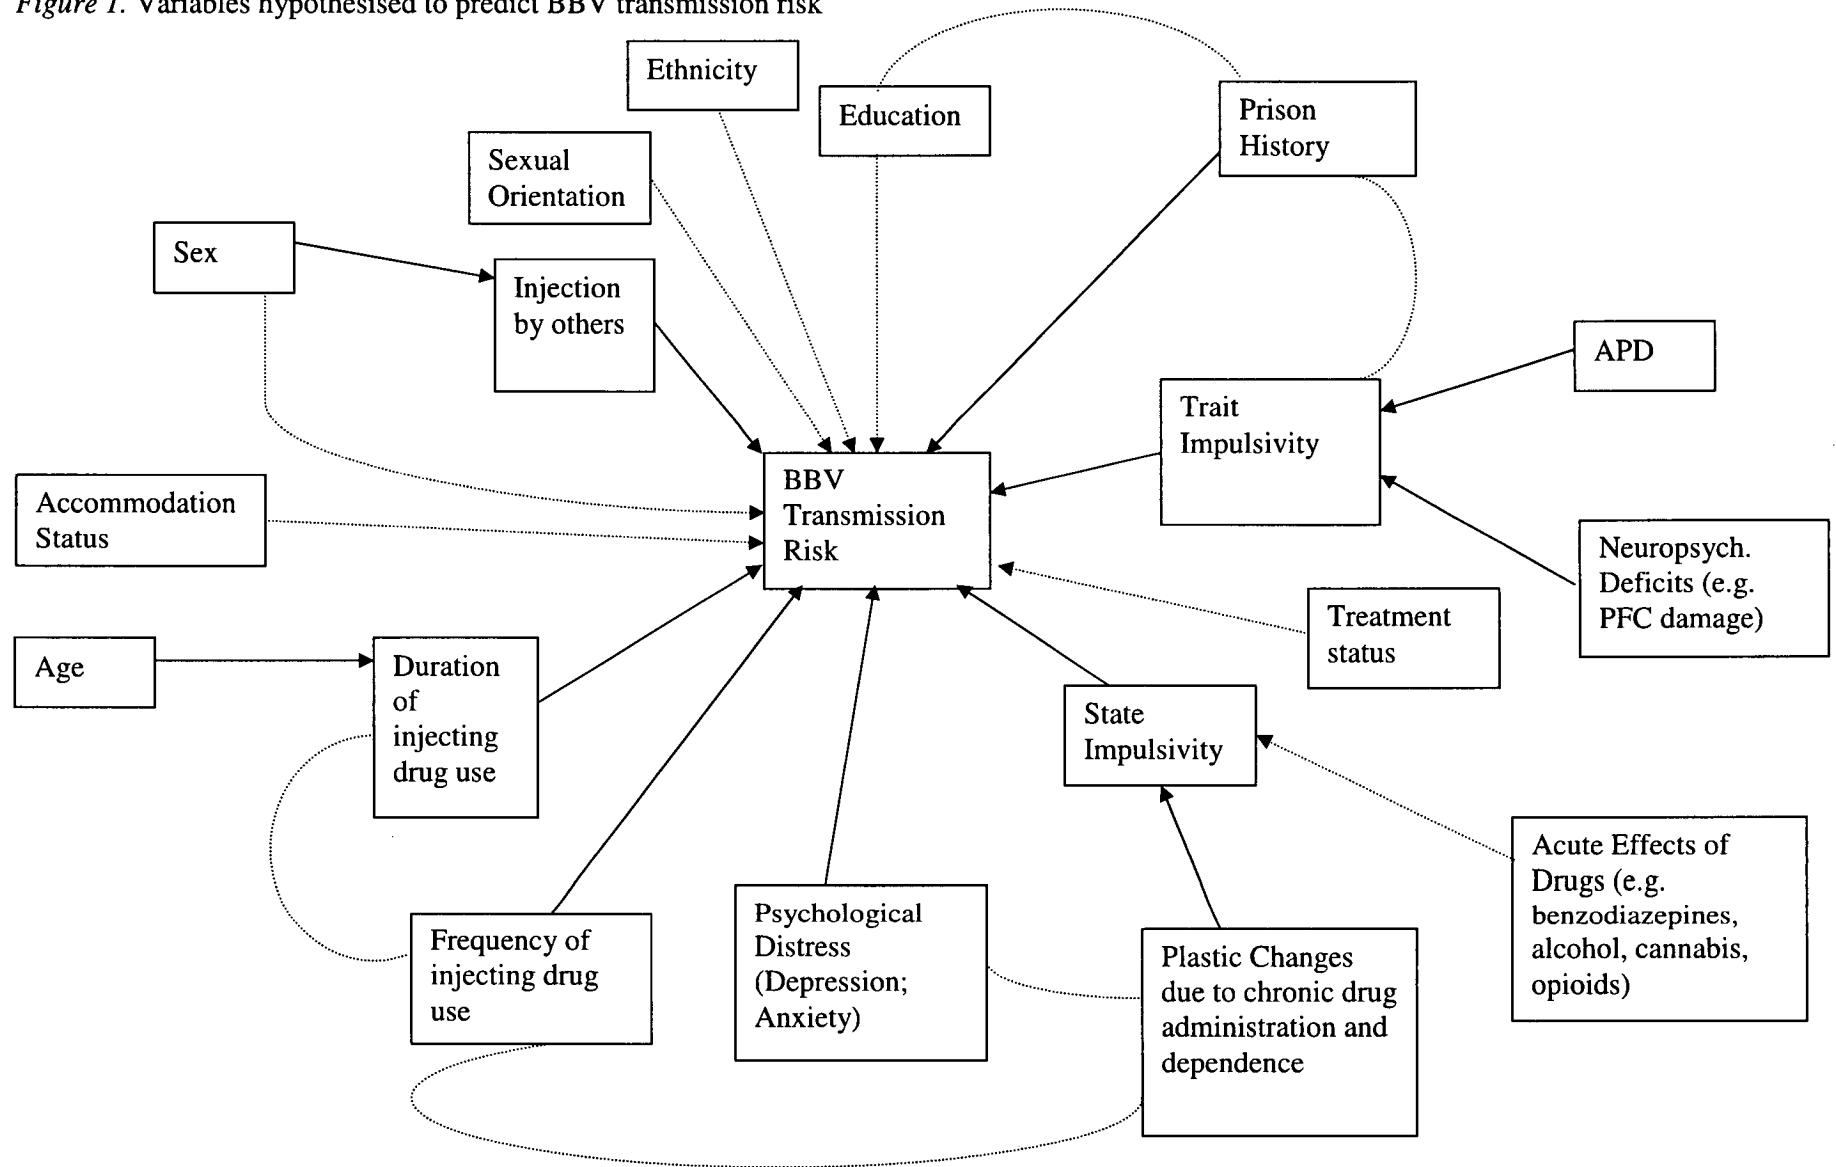 Figure 1. Variables hypothesised to predict BBV transmission risk
Ethnicity
Education
Prison
History
Sexual
Orientation
Sex
Injection
by others
APD
Trait
Impulsivity
BBV
Transmission
Risk
Accommodation
Status
Neuropsych.
Deficits (e.g.
PFC damage)
Treatment
status
Age
Duration
of
injecting
drug use
State
Impulsivity
Acute Effects of
Drugs (e.g.
benzodiazepines,
alcohol, cannabis,
opioids)
Frequency of
injecting drug
use
Psychological
Distress
(Depression;
Anxiety)
Plastic Changes
due to chronic drug
administration and
dependence